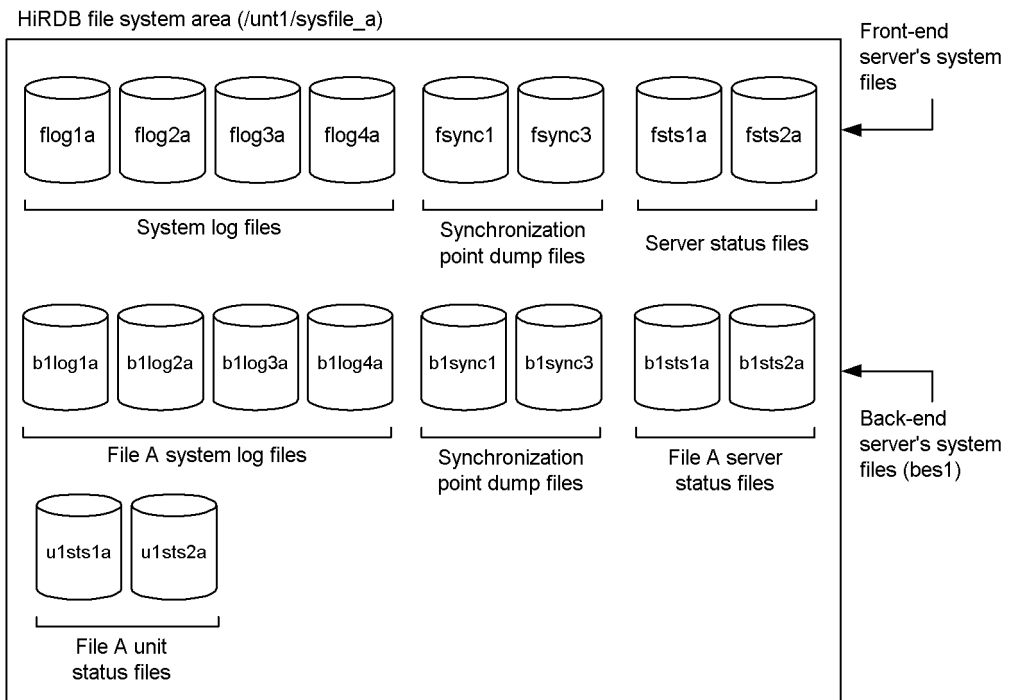 HiRDB file system area (/unt1/sysfile_a)
Front-end
server's system
files
flog1a
flog2a
flog3a
flog4a
fsync1
fsync3
fsts1a
fsts2a
System log files
Synchronization
point dump files
Server status files
b1log1a
b1log2a
b1log3a
b1log4a
b1sync1
b1sync3
b1sts1a
b1sts2a
Back-end
server's system
files (bes1)
File A system log files
Synchronization
point dump files
File A server
status files
u1sts1a
u1sts2a
File A unit
status files